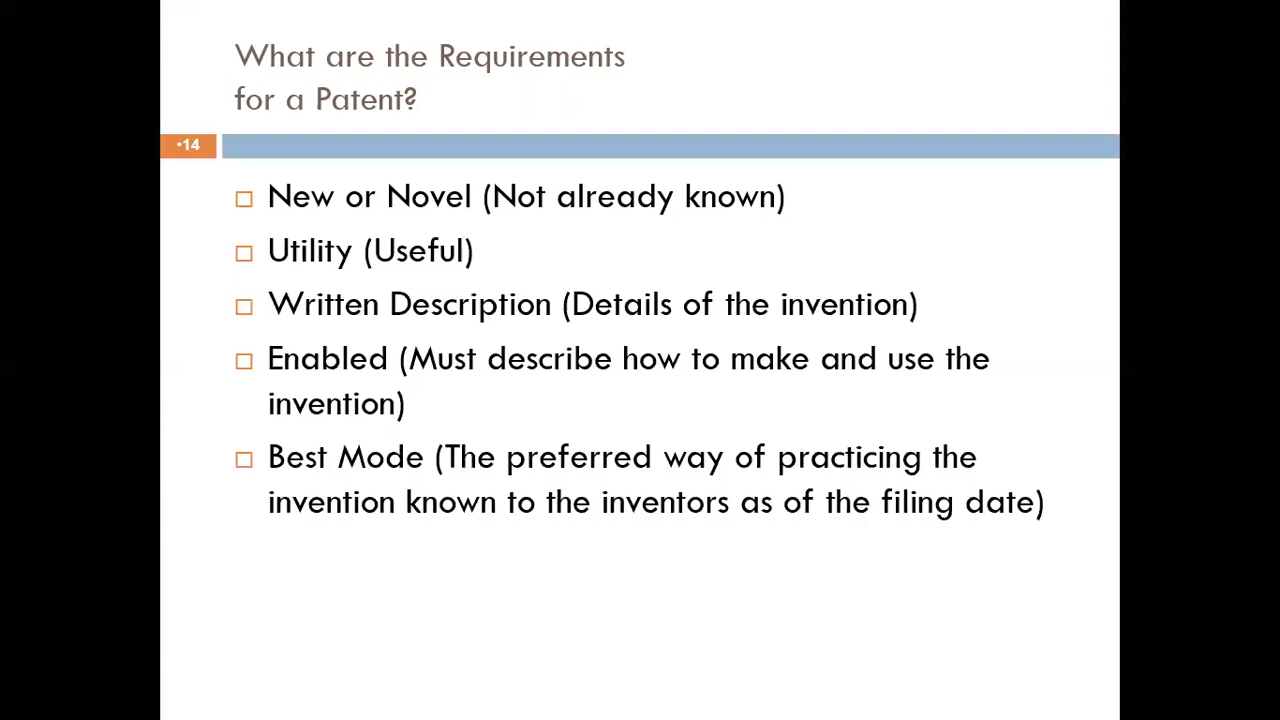 What are the Requirements
for a Patent?
•14
New or Novel (Not already known)
Utility (Useful)
Written Description (Details of the invention)
Enabled (Must describe how to make and use the
invention)
Best Mode (The preferred way of practicing the
invention known to the inventors as of the filing date)